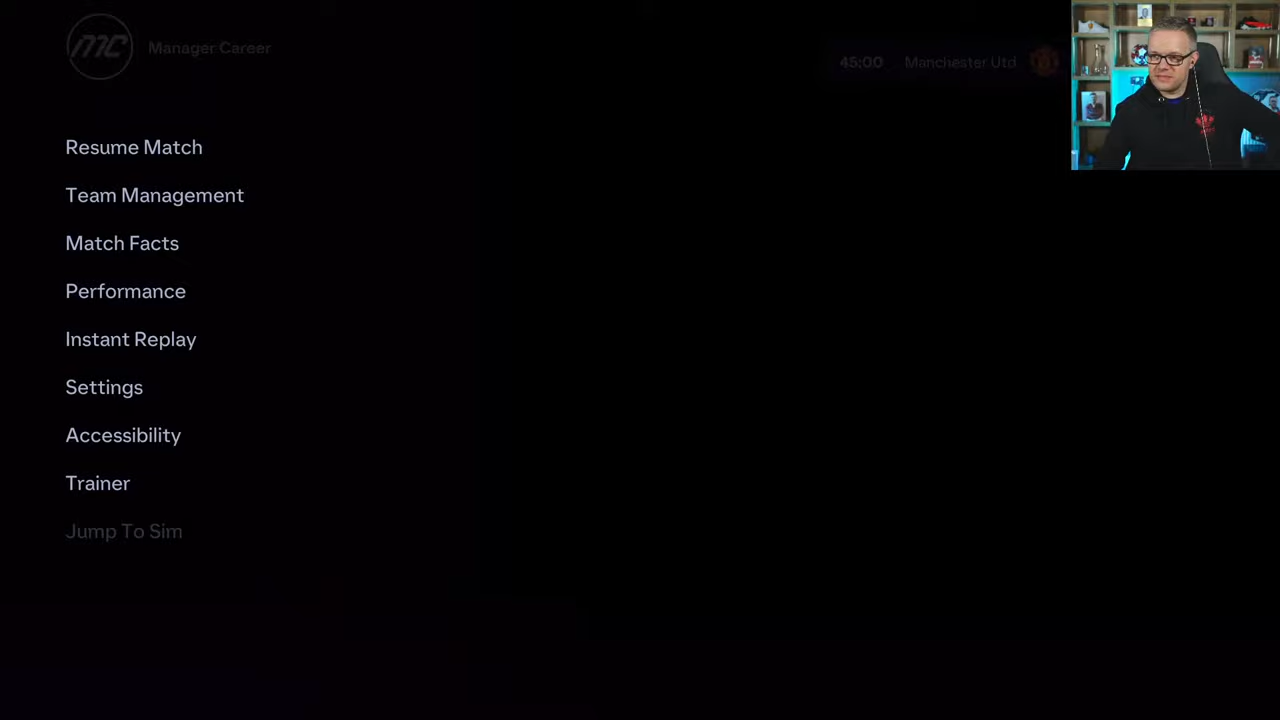 MC
Manager Career
45:00 Manchester Utd
Resume Match
Team Management
Match Facts
Performance
Instant Replay
Settings
Accessibility
Trainer
Jump To Sim